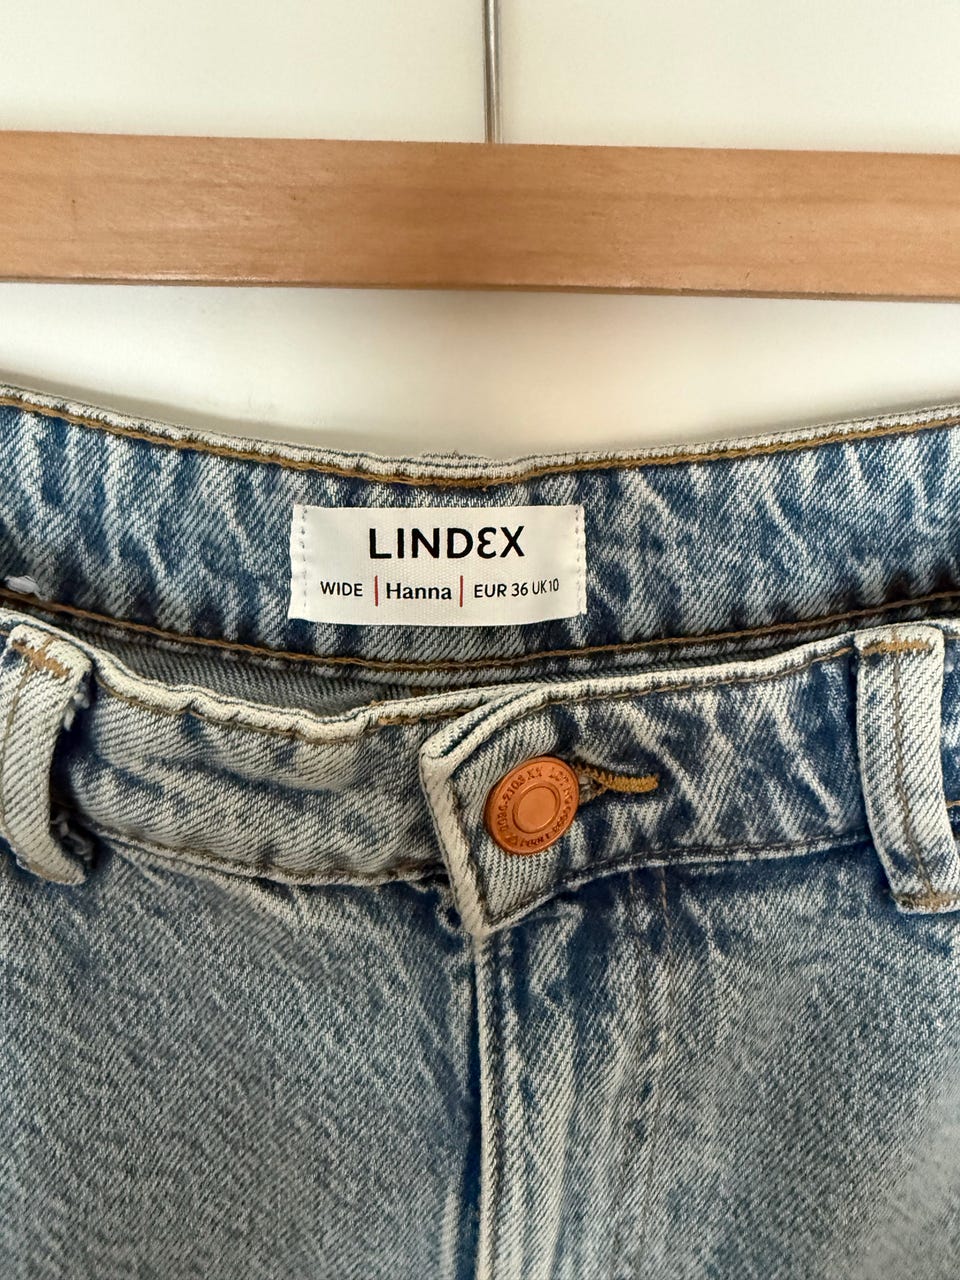 LINDEX
WIDE | Hanna | EUR 36 UK 10